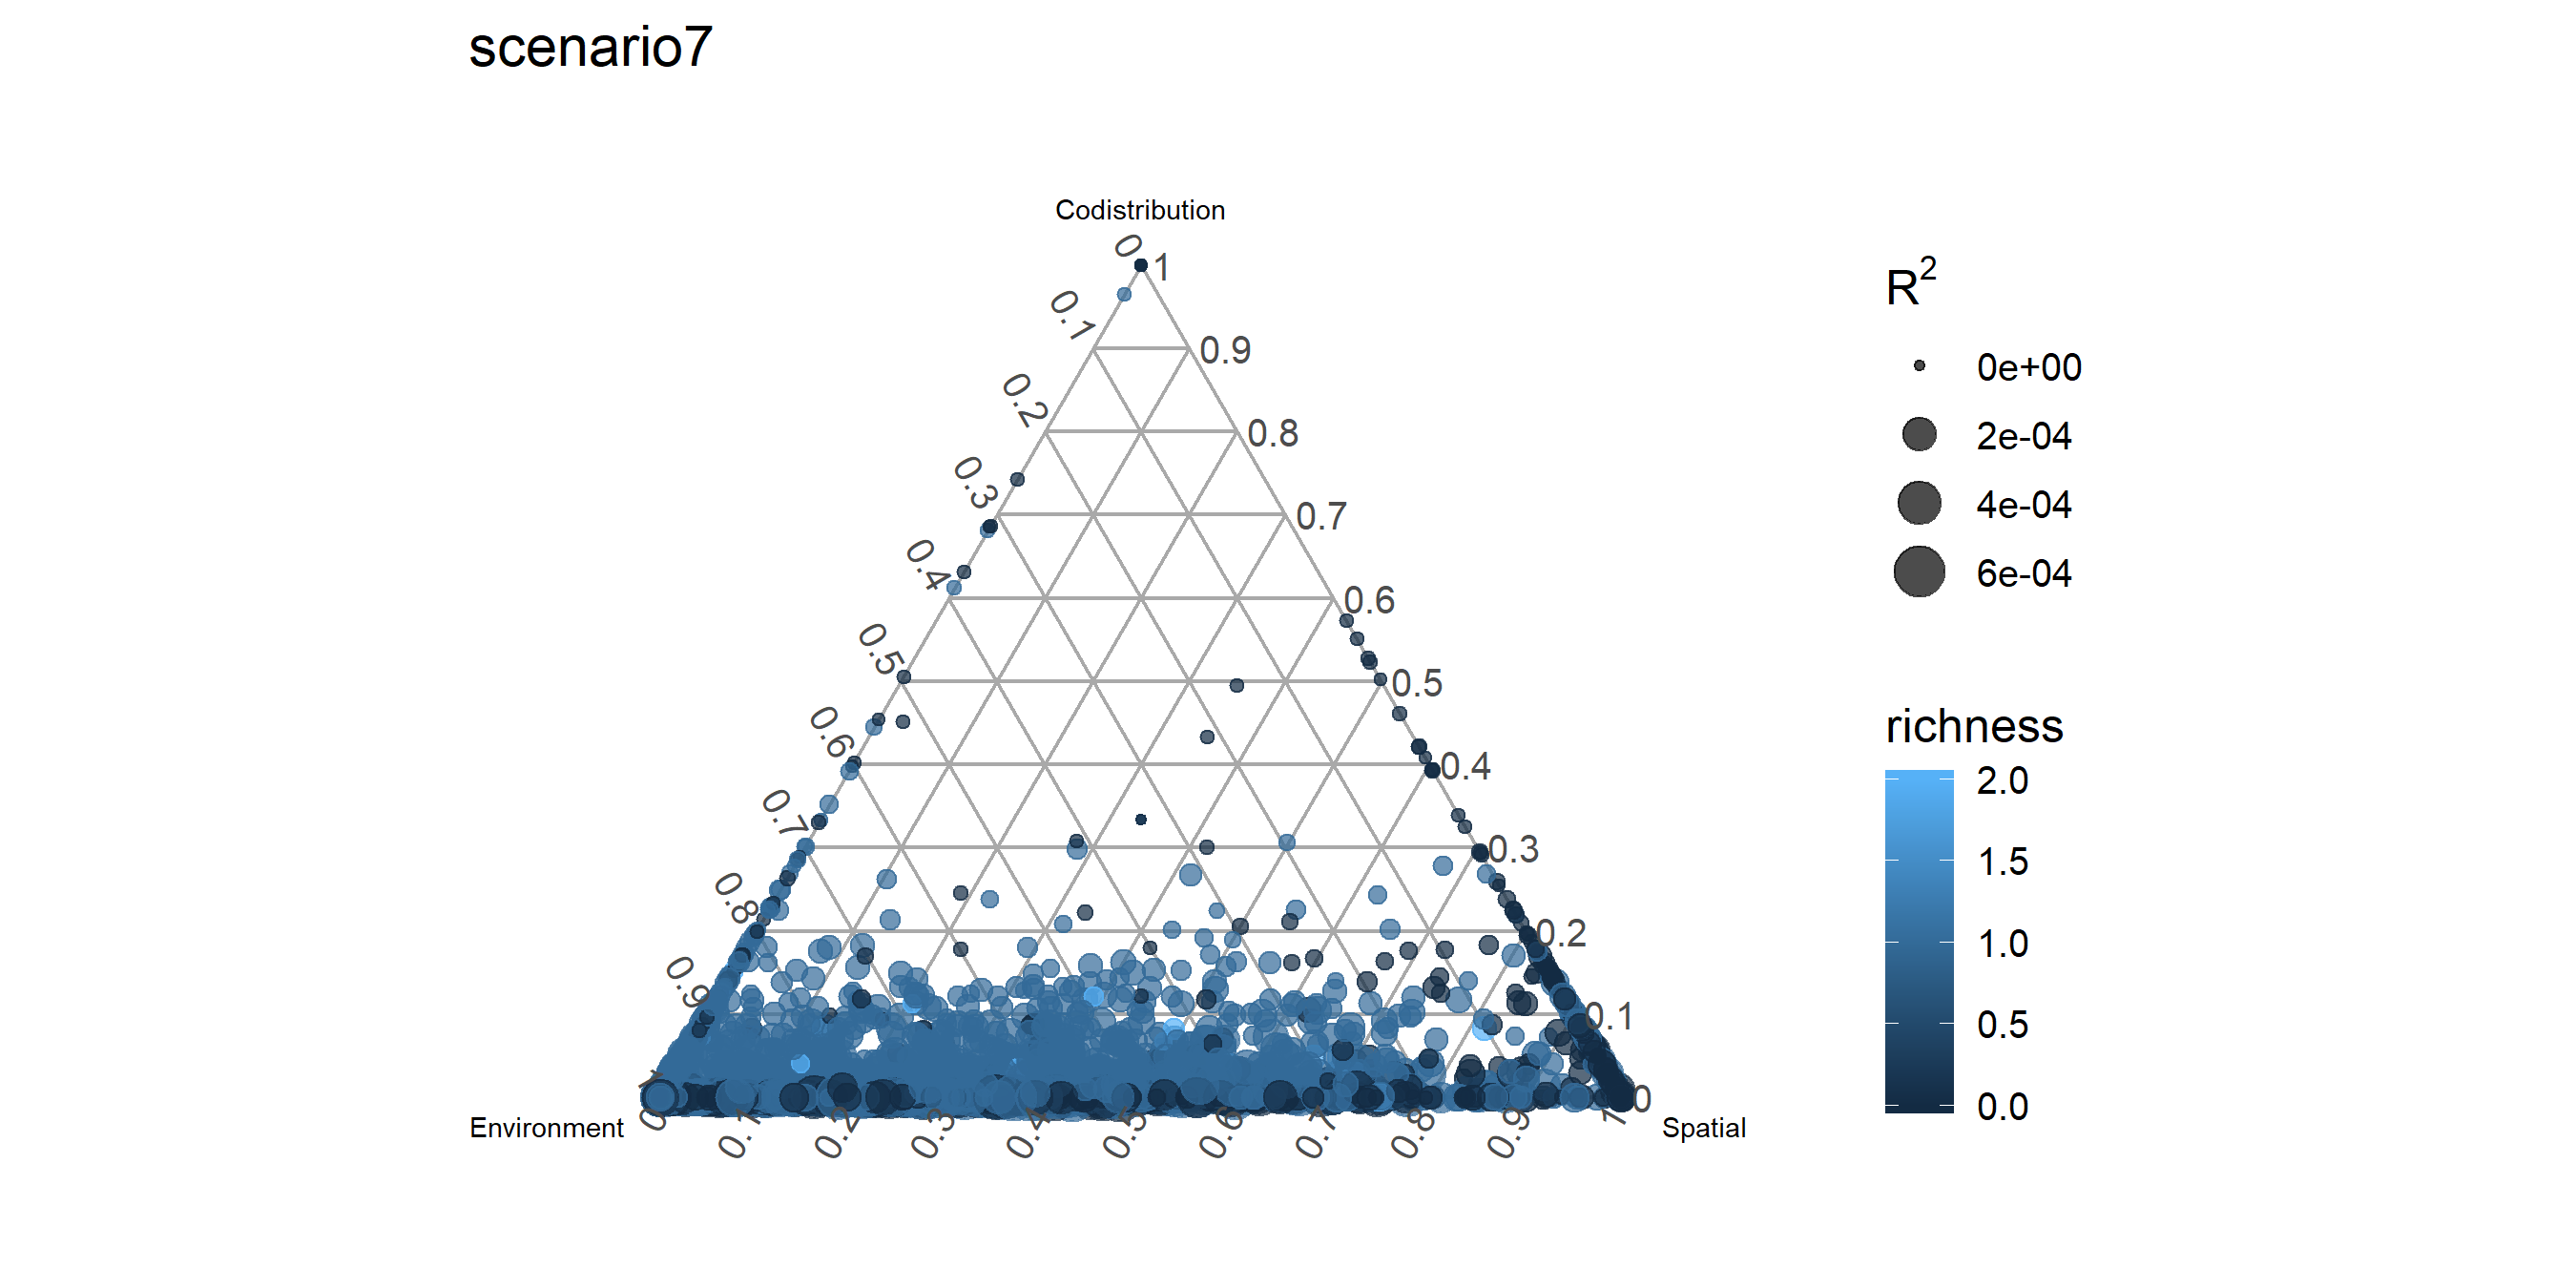 scenario7
Codistribution
0 1
0.1 0.9
0.2 0.8
0.3 0.7
0.4 0.6
0.5 0.5
0.6 0.4
0.7 0.3
0.8 0.2
0.9 0.1
1 0
Environment Spatial
0 0.1 0.2 0.3 0.4 0.5 0.6 0.7 0.8 0.9 1
R²
0e+00
2e-04
4e-04
6e-04
richness
2.0
1.5
1.0
0.5
0.0